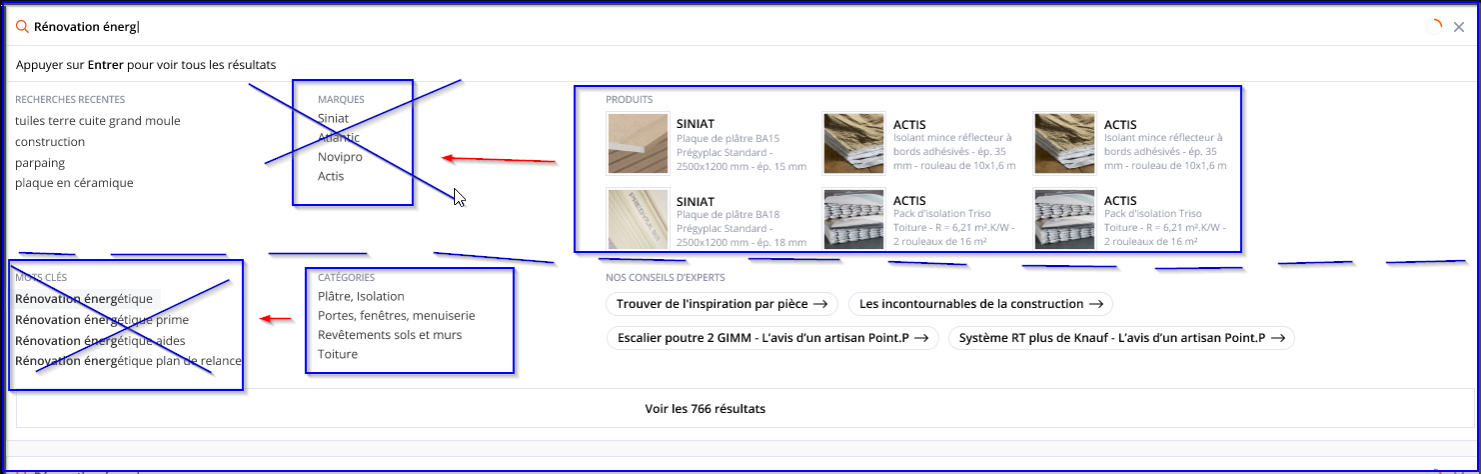 Rénovation énerg
Appuyer sur Entrer pour voir tous les résultats
RECHERCHES RECENTES
tuiles terre cuite grand moule
construction
parpaing
plaque en céramique
MARQUES
Siniat
Atlantic
Novipro
Actis
PRODUITS
SINIAT
Plaque de plâtre BA15
Prégyplac Standard -
2500x1200 mm - ép. 15 mm
ACTIS
Isolant mince réflecteur à
bords adhésivés - ép. 35
mm - rouleau de 10x1,6 m
ACTIS
Isolant mince réflecteur à
bords adhésivés - ép. 35
mm - rouleau de 10x1,6 m
SINIAT
Plaque de plâtre BA18
Prégyplac Standard -
2500x1200 mm - ép. 18 mm
ACTIS
Pack d'isolation Triso
Toiture - R = 6,21 m².K/W -
2 rouleaux de 16 m²
ACTIS
Pack d'isolation Triso
Toiture - R = 6,21 m².K/W -
2 rouleaux de 16 m²
MOTS CLÉS
Rénovation énergétique
Rénovation énergétique prime
Rénovation énergétique aides
Rénovation énergétique plan de relance
CATÉGORIES
Plâtre, Isolation
Portes, fenêtres, menuiserie
Revêtements sols et murs
Toiture
NOS CONSEILS D'EXPERTS
Trouver de l'inspiration par pièce →
Les incontournables de la construction →
Escalier poutre 2 GIMM - L'avis d'un artisan Point.P →
Système RT plus de Knauf - L'avis d'un artisan Point.P →
Voir les 766 résultats